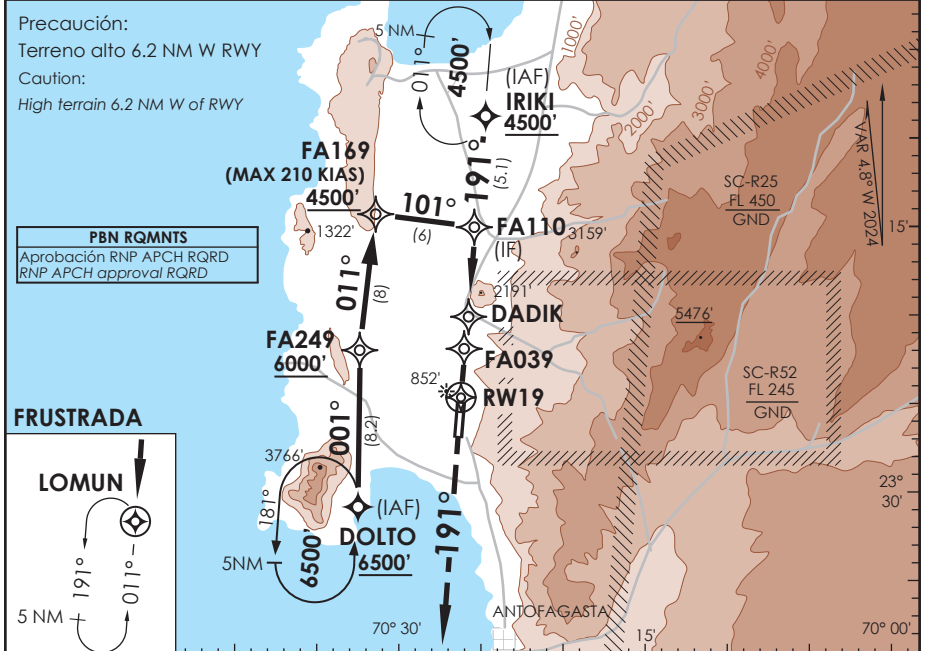 Precaución:
Terreno alto 6.2 NM W RWY
Caution:
High terrain 6.2 NM W of RWY
5 NM
011°
4500'
(IAF)
IRIKI
4500'
1000'
2000'
3000'
4000'
191°
(5.1)
FA169
(MAX 210 KIAS)
4500'
101°
(6)
FA110
(IF)
3159'
SC-R25
FL 450
GND
VAR 4.8° W 2024
15'
PBN RQMNTS
Aprobación RNP APCH RQRD
RNP APCH approval RQRD
1322'
011°
(8)
2191'
DADIK
5476'
FA249
6000'
FA039
852'
RW19
SC-R52
FL 245
GND
001°
(8.2)
3766'
23°
30'
181°
6500'
5NM
(IAF)
DOLTO
6500'
191°
FRUSTRADA
LOMUN
191°
011°
5 NM
ANTOFAGASTA
70° 30'
15'
70° 00'